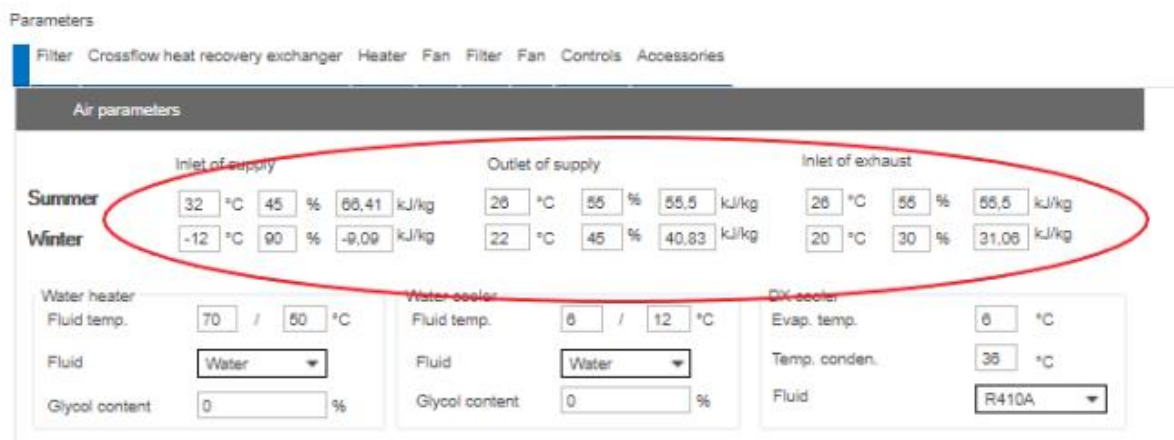 Parameters
Filter Crossflow heat recovery exchanger Heater Fan Filter Fan Controls Accessories
Air parameters
Inlet of supply Outlet of supply Inlet of exhaust
Summer 32 °C 45 % 66,41 kJ/kg 26 °C 55 % 55,5 kJ/kg 26 °C 55 % 55,5 kJ/kg
Winter -12 °C 90 % -9,09 kJ/kg 22 °C 45 % 40,83 kJ/kg 20 °C 30 % 31,06 kJ/kg
Water heater Water cooler DX cooler
Fluid temp. 70 / 50 °C Fluid temp. 6 / 12 °C Evap. temp. 6 °C
Fluid Water Fluid Water Temp. conden. 36 °C
Glycol content 0 % Glycol content 0 % Fluid R410A